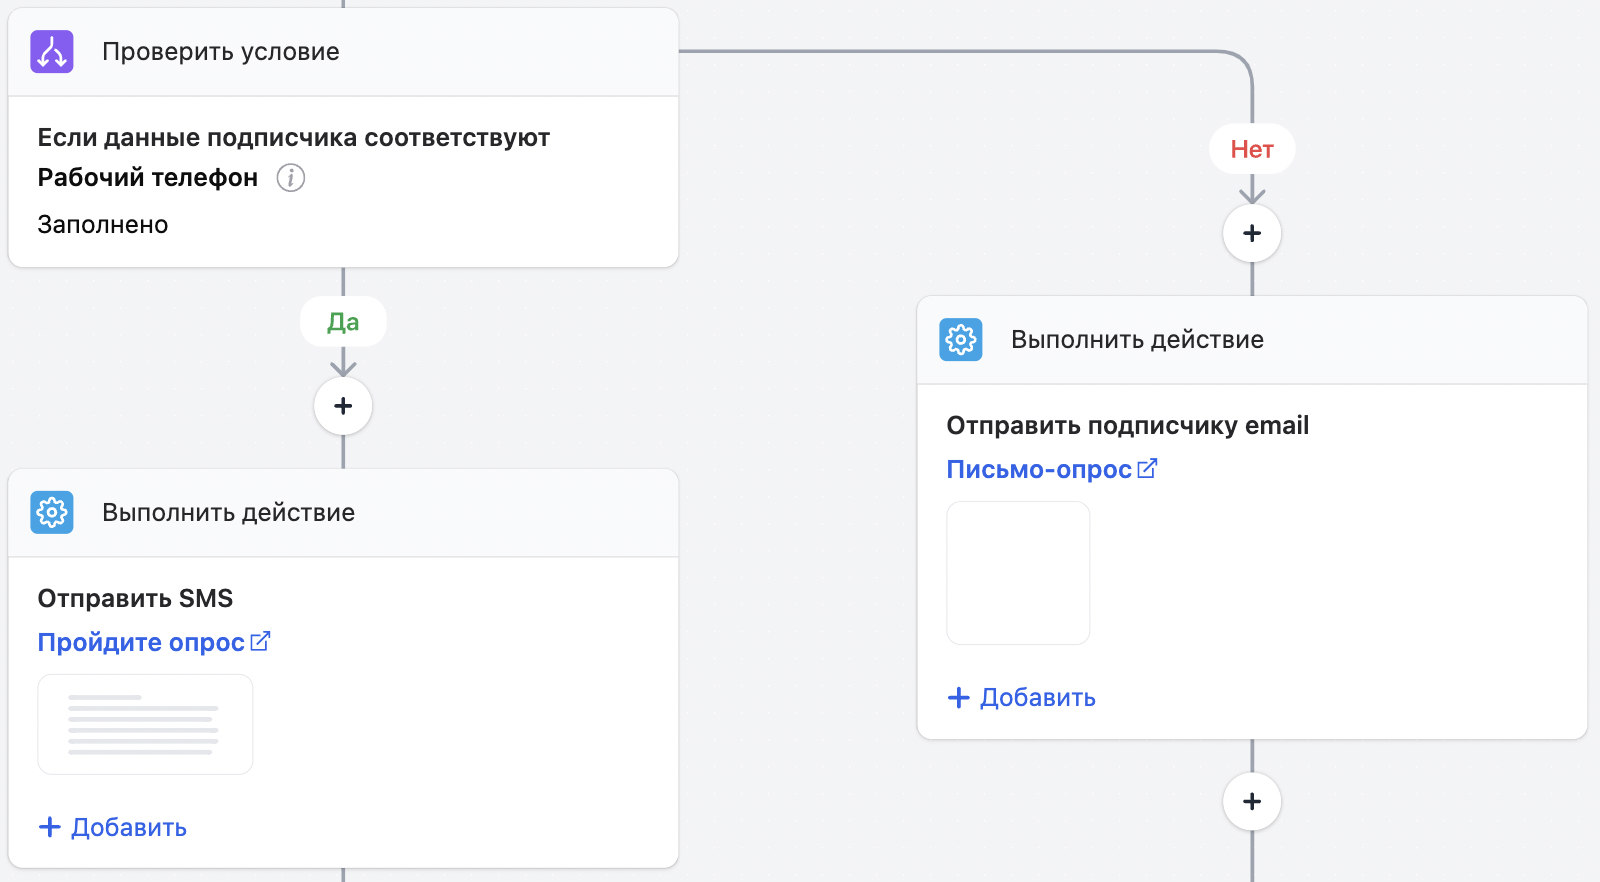 Проверить условие
Если данные подписчика соответствуют
Рабочий телефон
Заполнено
Да
Выполнить действие
Отправить SMS
Пройдите опрос
Добавить
Нет
Выполнить действие
Отправить подписчику email
Письмо-опрос
Добавить